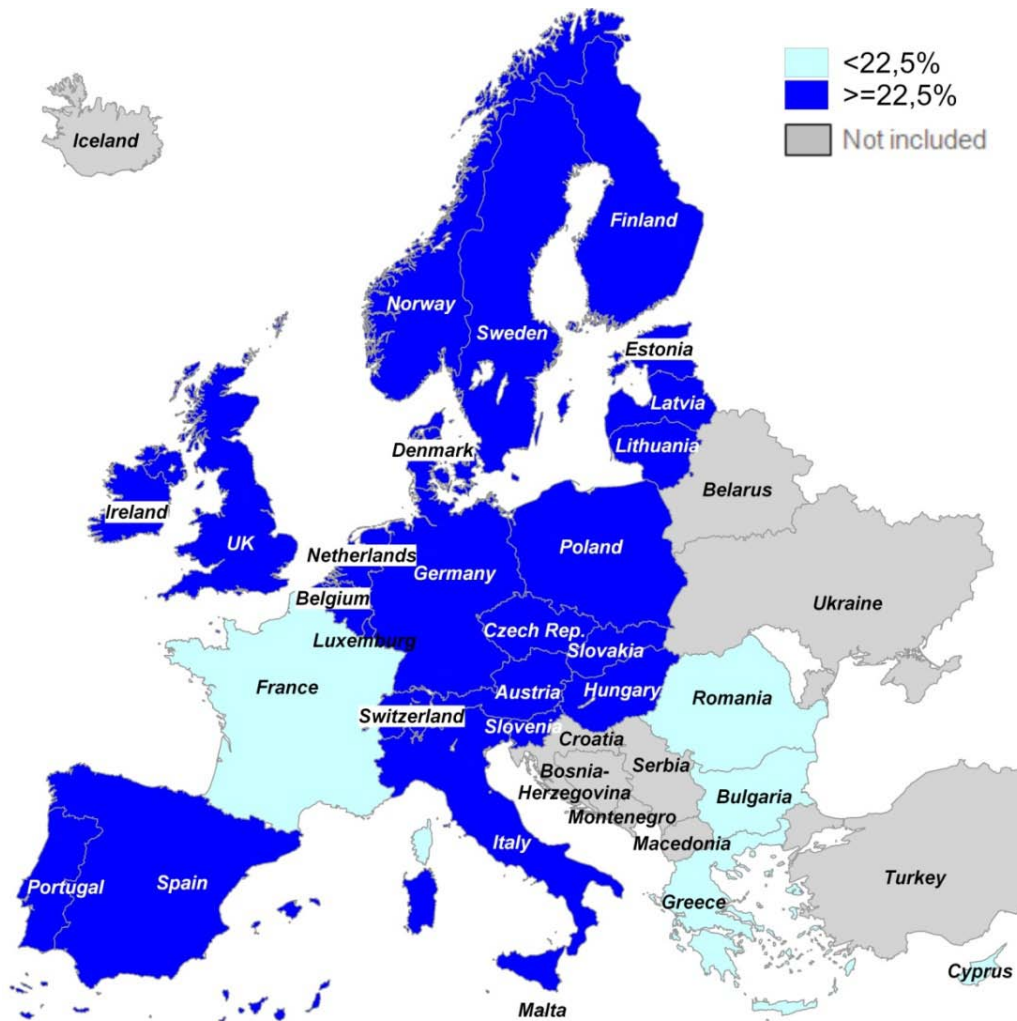 <22,5%
>=22,5%
Not included
Iceland
Finland
Norway
Sweden
Estonia
Latvia
Denmark
Lithuania
Belarus
Ireland
UK
Netherlands
Germany
Poland
Belgium
Ukraine
Czech Rep.
Luxemburg
Slovakia
France
Austria
Hungary
Romania
Switzerland
Slovenia
Croatia
Serbia
Bosnia-
Herzegovina
Bulgaria
Montenegro
Italy
Macedonia
Turkey
Portugal
Spain
Greece
Cyprus
Malta